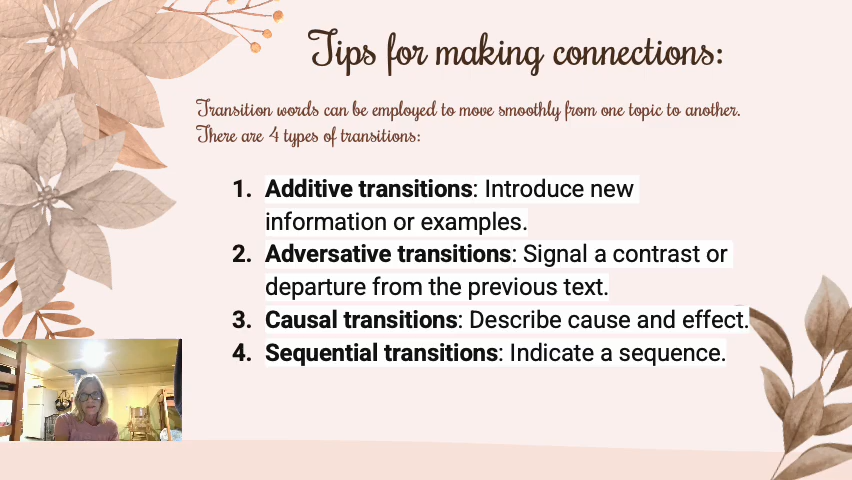 Tips for making connections:
Transition words can be employed to move smoothly from one topic to another.
There are 4 types of transitions:
1. Additive transitions: Introduce new
information or examples.
2. Adversative transitions: Signal a contrast or
departure from the previous text.
3. Causal transitions: Describe cause and effect.
4. Sequential transitions: Indicate a sequence.